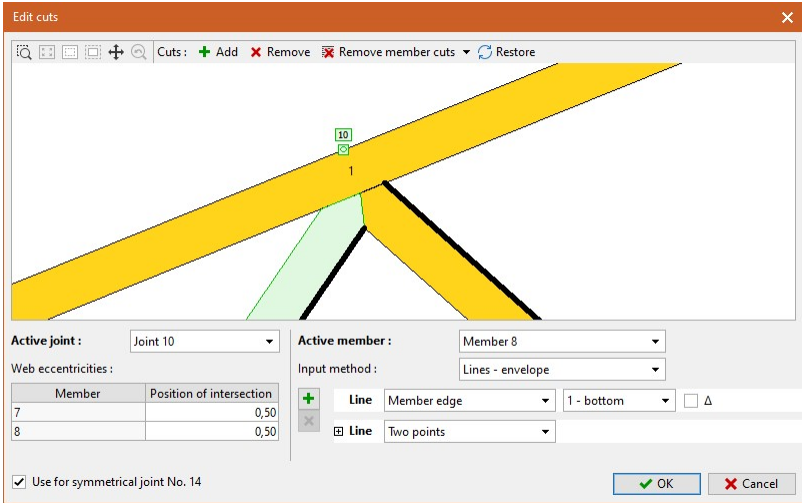 Edit cuts
Cuts : Add Remove Remove member cuts Restore
10
1
Active joint : Joint 10
Active member : Member 8
Web eccentricities :
Input method : Lines - envelope
Member Position of intersection
7 0,50
8 0,50
Line Member edge 1 - bottom Δ
Line Two points
Use for symmetrical joint No. 14
OK Cancel